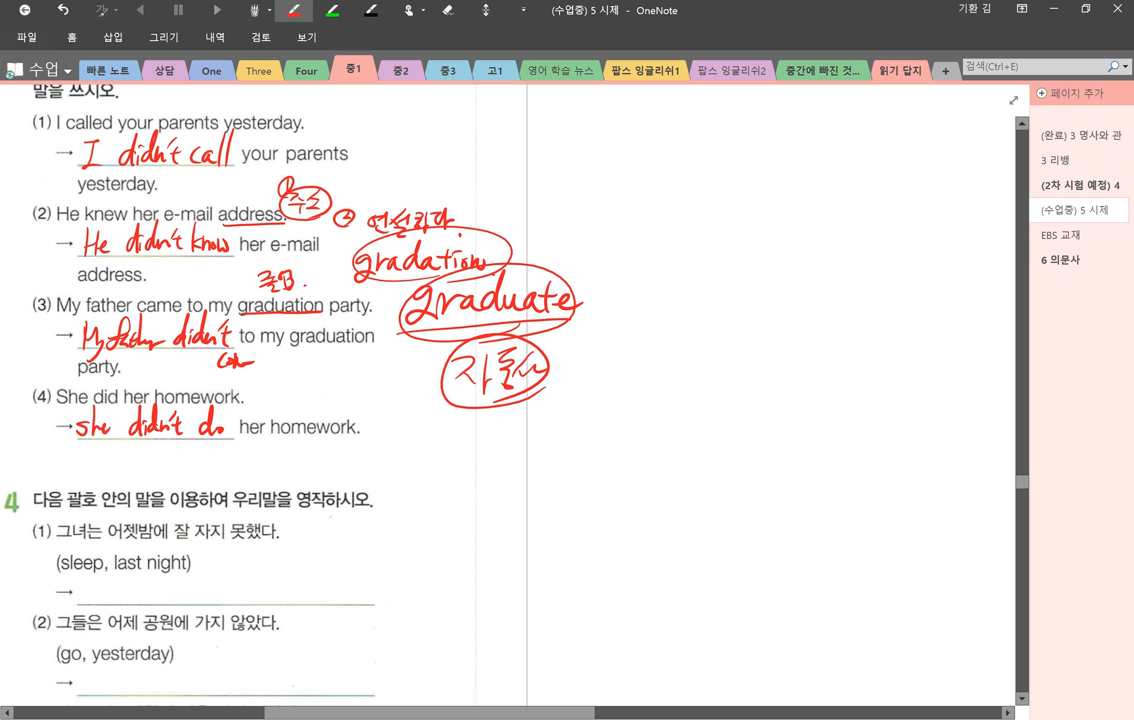 (수업중) 5 시제 - OneNote
기환 김
파일 홈 삽입 그리기 내역 검토 보기
수업 빠른 노트 상담 One Three Four 중1 중2 중3 고1 영어 학습 뉴스 팝스 잉글리쉬1 팝스 잉글리쉬2 중간에 빠진 것... 읽기 답지 + 검색(Ctrl+E)
페이지 추가
(완료) 3 명사와 관
3 리뱅
(2차 시험 예정) 4
(수업중) 5 시제
EBS 교재
6 의문사
말을 쓰시오.
(1) I called your parents yesterday.
→ I didn't call your parents
yesterday.
① 주소
(2) He knew her e-mail address.
② 연설하다.
→ He didn't know her e-mail
address.
gradation
졸업.
(3) My father came to my graduation party.
graduate
→ My father didn't to my graduation
come
party.
(4) She did her homework.
→ she didn't do her homework.
4 다음 괄호 안의 말을 이용하여 우리말을 영작하시오.
(1) 그녀는 어젯밤에 잘 자지 못했다.
(sleep, last night)
→
(2) 그들은 어제 공원에 가지 않았다.
(go, yesterday)
→